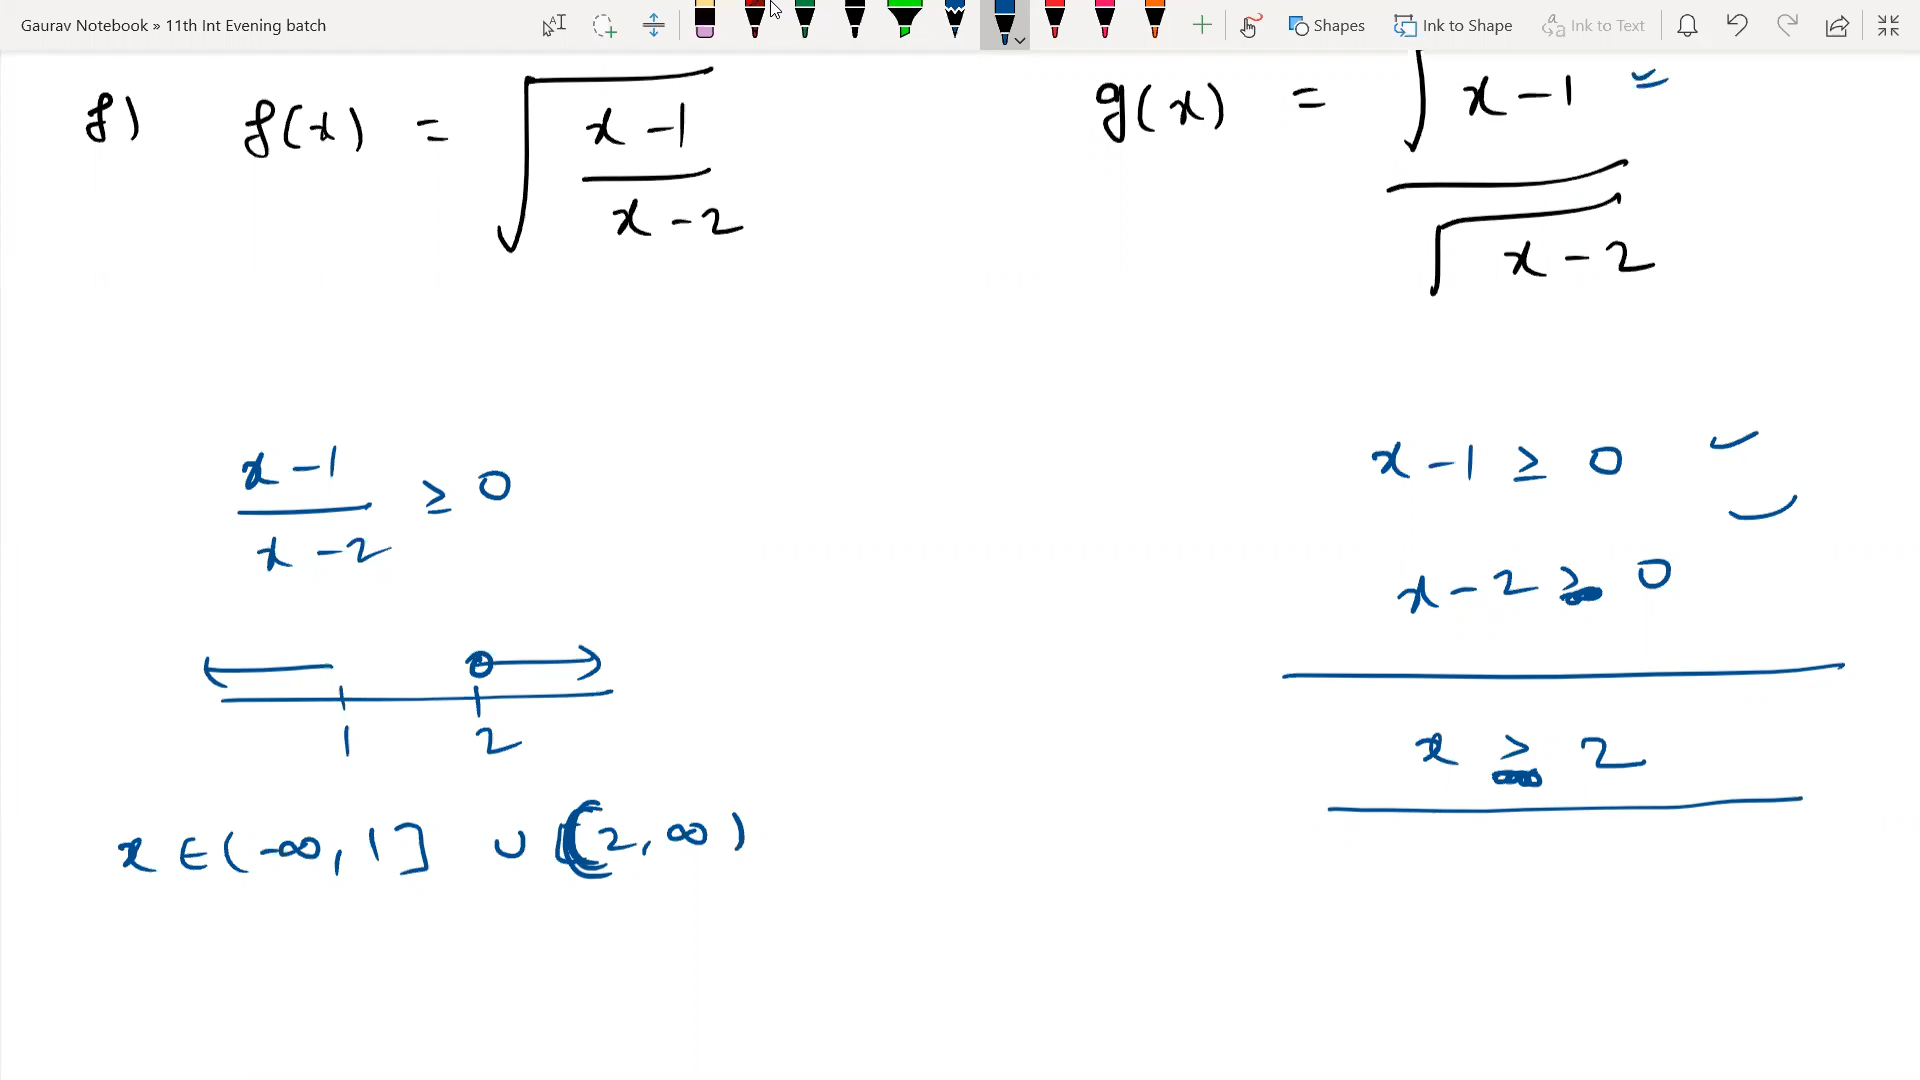 Gaurav Notebook » 11th Int Evening batch
Shapes
Ink to Shape
Ink to Text
f) f(x) = √((x-1)/(x-2))
g(x) = √(x-1)/√(x-2)
(x-1)/(x-2) ≥ 0
1 2
x ∈ (-∞, 1] ∪ (2, ∞)
x-1 ≥ 0
x-2 > 0
x > 2